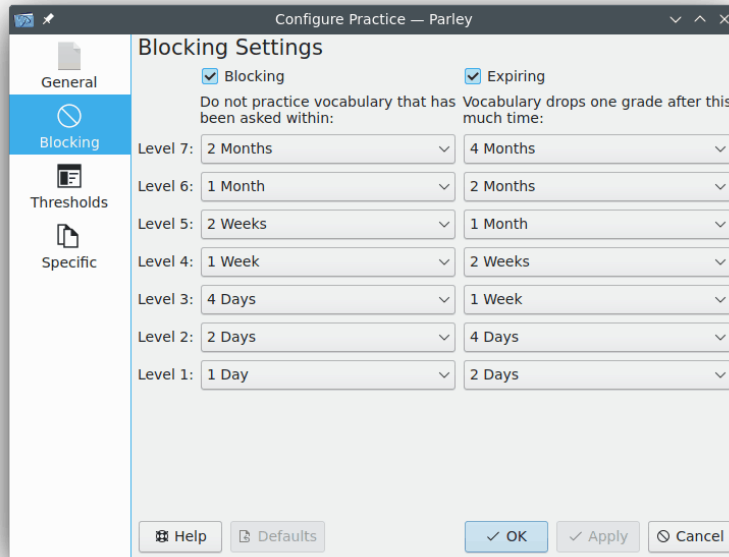 Configure Practice — Parley
General
Blocking
Thresholds
Specific
Blocking Settings
Blocking
Expiring
Do not practice vocabulary that has
been asked within:
Vocabulary drops one grade after this
much time:
Level 7: 2 Months 4 Months
Level 6: 1 Month 2 Months
Level 5: 2 Weeks 1 Month
Level 4: 1 Week 2 Weeks
Level 3: 4 Days 1 Week
Level 2: 2 Days 4 Days
Level 1: 1 Day 2 Days
Help Defaults OK Apply Cancel